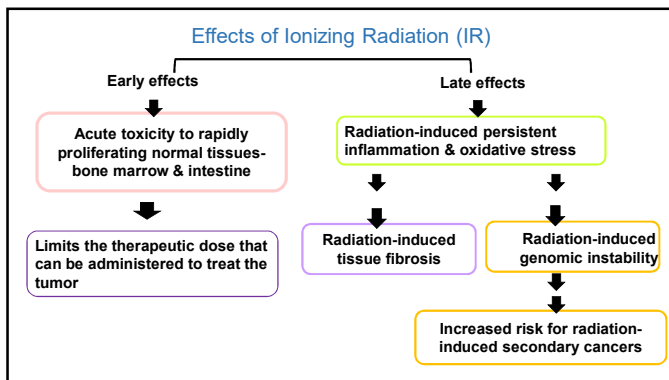 Effects of Ionizing Radiation (IR)
Early effects
Late effects
Acute toxicity to rapidly
proliferating normal tissues-
bone marrow & intestine
Radiation-induced persistent
inflammation & oxidative stress
Limits the therapeutic dose that
can be administered to treat the
tumor
Radiation-induced
tissue fibrosis
Radiation-induced
genomic instability
Increased risk for radiation-
induced secondary cancers